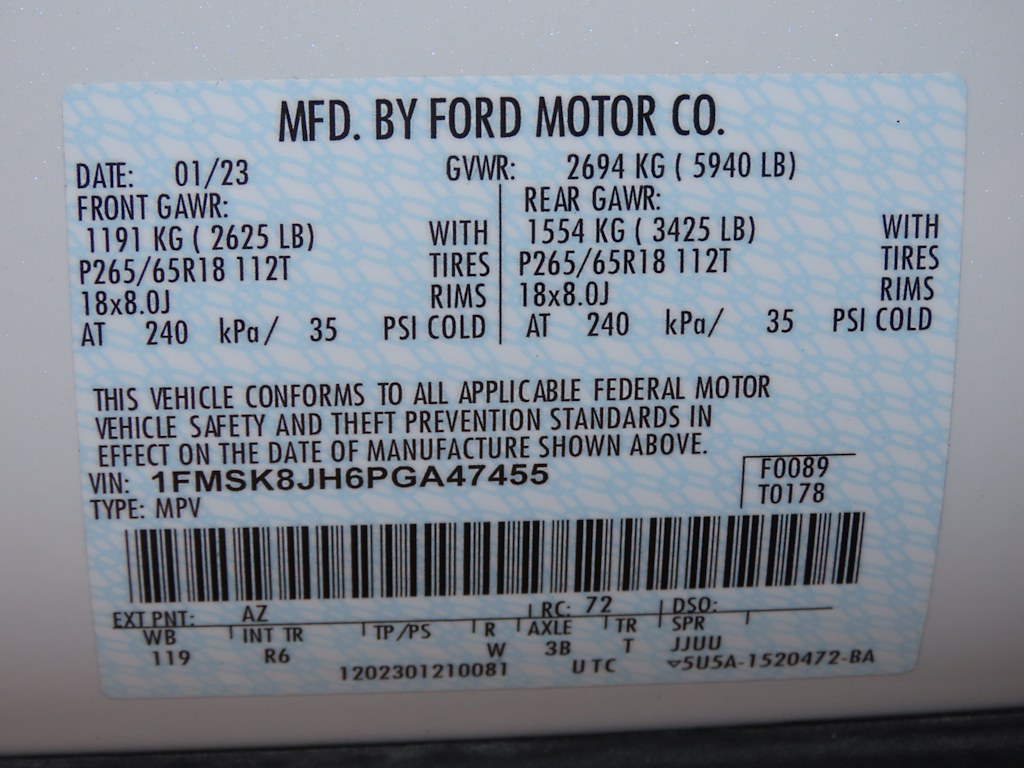 MFD. BY FORD MOTOR CO.
DATE: 01/23 GVWR: 2694 KG ( 5940 LB)
FRONT GAWR: REAR GAWR:
1191 KG ( 2625 LB) WITH 1554 KG ( 3425 LB) WITH
P265/65R18 112T TIRES P265/65R18 112T TIRES
18x8.0J RIMS 18x8.0J RIMS
AT 240 kPa/ 35 PSI COLD AT 240 kPa/ 35 PSI COLD
THIS VEHICLE CONFORMS TO ALL APPLICABLE FEDERAL MOTOR
VEHICLE SAFETY AND THEFT PREVENTION STANDARDS IN
EFFECT ON THE DATE OF MANUFACTURE SHOWN ABOVE.
VIN: 1FMSK8JH6PGA47455 F0089
TYPE: MPV T0178
EXT PNT: AZ RC: 72 DSO:
WB INT TR TP/PS R AXLE TR SPR
119 R6 W 3B T JJUU
1202301210081 UTC ▽5U5A-1520472-BA